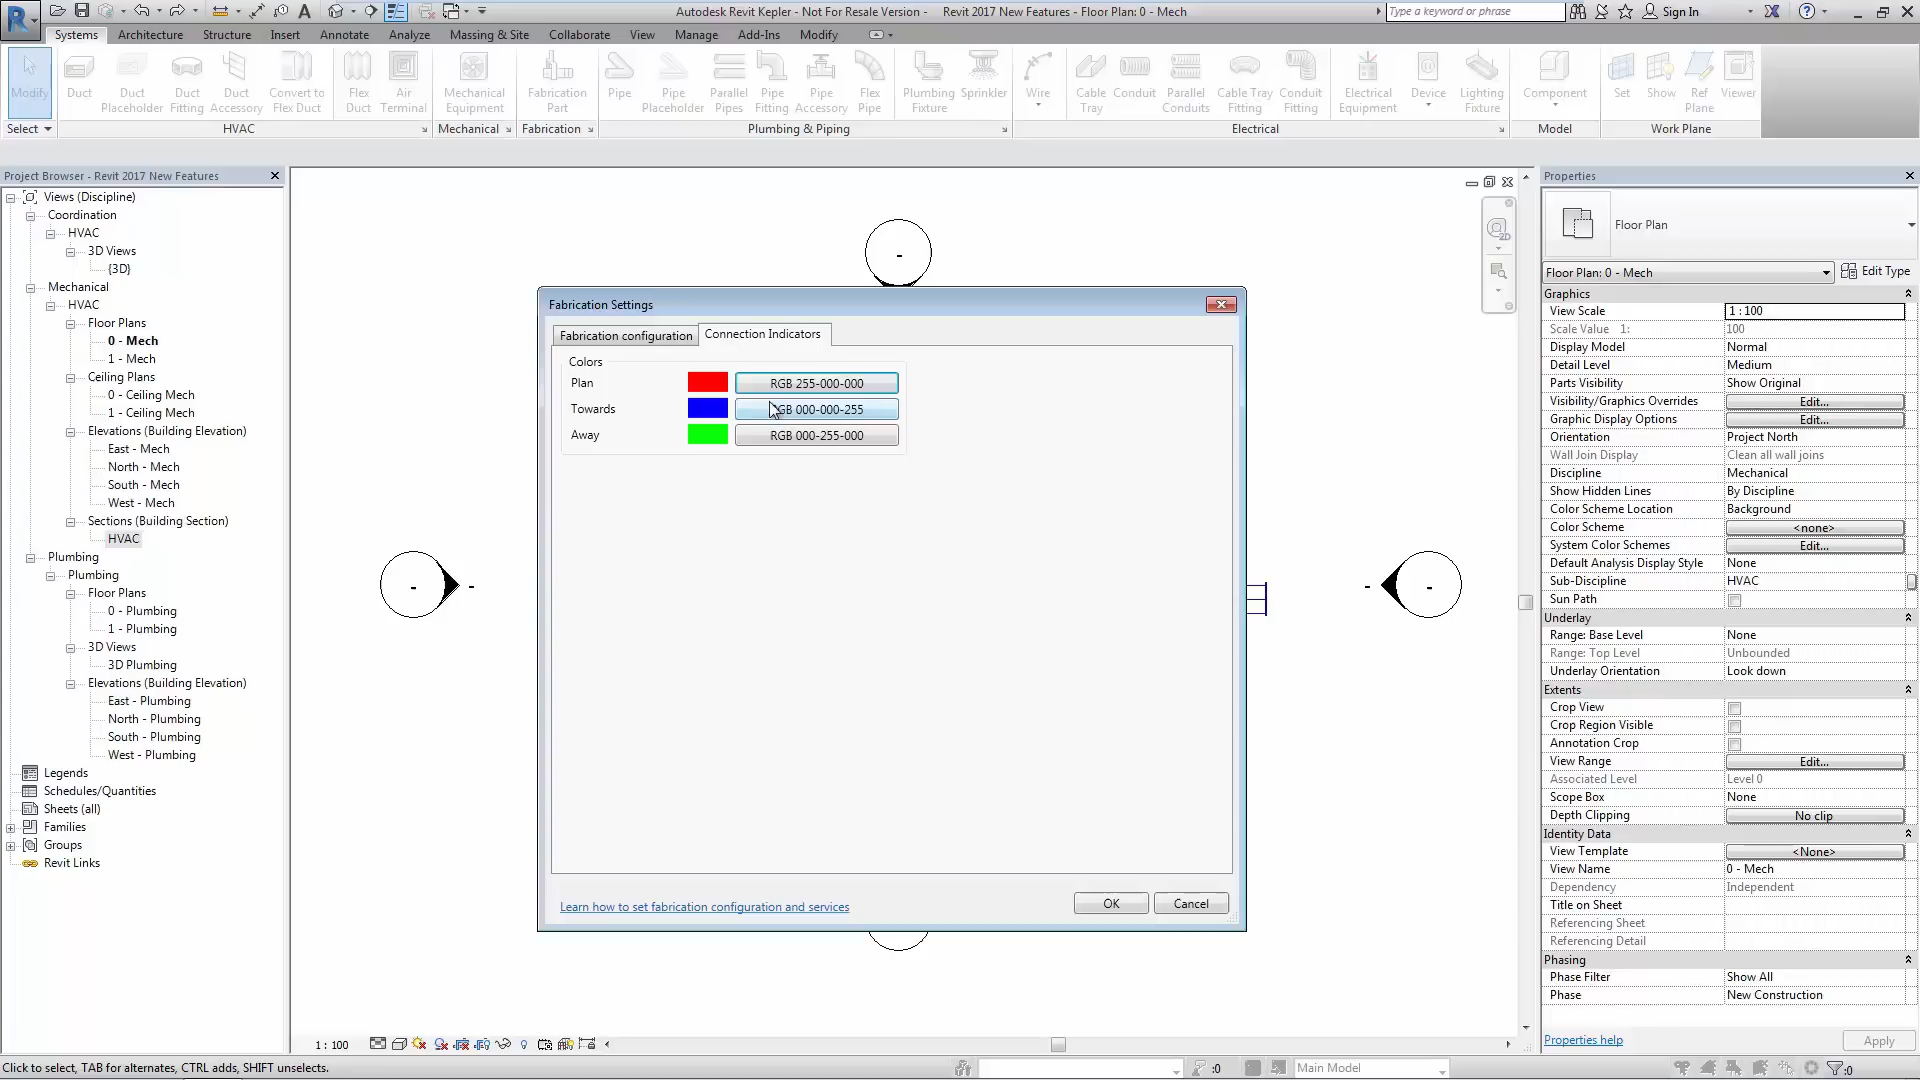 Autodesk Revit Kepler - Not For Resale Version - Revit 2017 New Features - Floor Plan: 0 - Mech
Type a keyword or phrase
Sign In
Systems Architecture Structure Insert Annotate Analyze Massing & Site Collaborate View Manage Add-Ins Modify
Modify
Duct
Duct Placeholder
Duct Fitting
Duct Accessory
Convert to Flex Duct
Flex Duct
Air Terminal
Mechanical Equipment
Fabrication Part
Pipe
Pipe Placeholder
Parallel Pipes
Pipe Fitting
Pipe Accessory
Flex Pipe
Plumbing Fixture
Sprinkler
Wire
Cable Tray
Conduit
Parallel Conduits
Cable Tray Fitting
Conduit Fitting
Electrical Equipment
Device
Lighting Fixture
Component
Set
Show
Ref Plane
Viewer
Select HVAC Mechanical Fabrication Plumbing & Piping Electrical Model Work Plane
Project Browser - Revit 2017 New Features
Views (Discipline)
Coordination
HVAC
3D Views
{3D}
Mechanical
HVAC
Floor Plans
0 - Mech
1 - Mech
Ceiling Plans
0 - Ceiling Mech
1 - Ceiling Mech
Elevations (Building Elevation)
East - Mech
North - Mech
South - Mech
West - Mech
Sections (Building Section)
HVAC
Plumbing
Plumbing
Floor Plans
0 - Plumbing
1 - Plumbing
3D Views
3D Plumbing
Elevations (Building Elevation)
East - Plumbing
North - Plumbing
South - Plumbing
West - Plumbing
Legends
Schedules/Quantities
Sheets (all)
Families
Groups
Revit Links
2D
Fabrication Settings
Fabrication configuration Connection Indicators
Colors
Plan RGB 255-000-000
Towards RGB 000-000-255
Away RGB 000-255-000
Learn how to set fabrication configuration and services
OK Cancel
Properties
Floor Plan
Floor Plan: 0 - Mech Edit Type
Graphics
View Scale 1 : 100
Scale Value 1: 100
Display Model Normal
Detail Level Medium
Parts Visibility Show Original
Visibility/Graphics Overrides Edit...
Graphic Display Options Edit...
Orientation Project North
Wall Join Display Clean all wall joins
Discipline Mechanical
Show Hidden Lines By Discipline
Color Scheme Location Background
Color Scheme <none>
System Color Schemes Edit...
Default Analysis Display Style None
Sub-Discipline HVAC
Sun Path
Underlay
Range: Base Level None
Range: Top Level Unbounded
Underlay Orientation Look down
Extents
Crop View
Crop Region Visible
Annotation Crop
View Range Edit...
Associated Level Level 0
Scope Box None
Depth Clipping No clip
Identity Data
View Template <None>
View Name 0 - Mech
Dependency Independent
Title on Sheet
Referencing Sheet
Referencing Detail
Phasing
Phase Filter Show All
Phase New Construction
Properties help Apply
1 : 100
Click to select, TAB for alternates, CTRL adds, SHIFT unselects.
:0
Main Model
:0